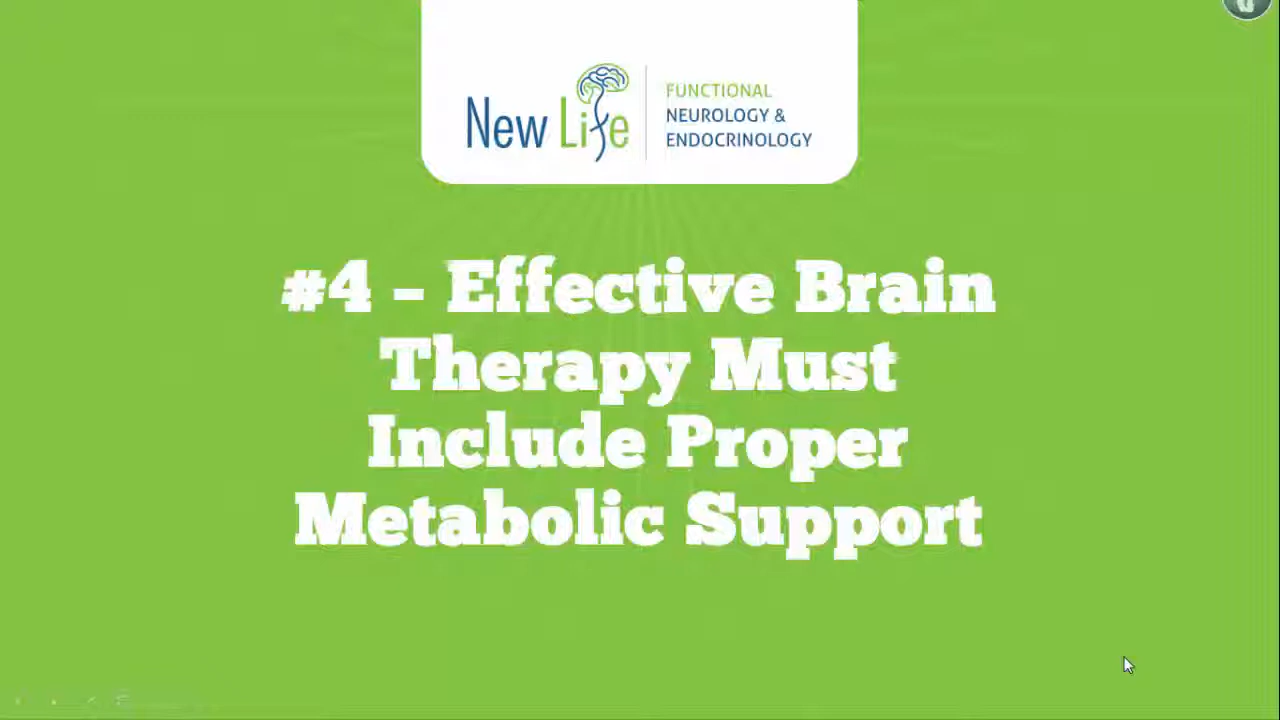 New Life
FUNCTIONAL
NEUROLOGY &
ENDOCRINOLOGY
#4 – Effective Brain
Therapy Must
Include Proper
Metabolic Support